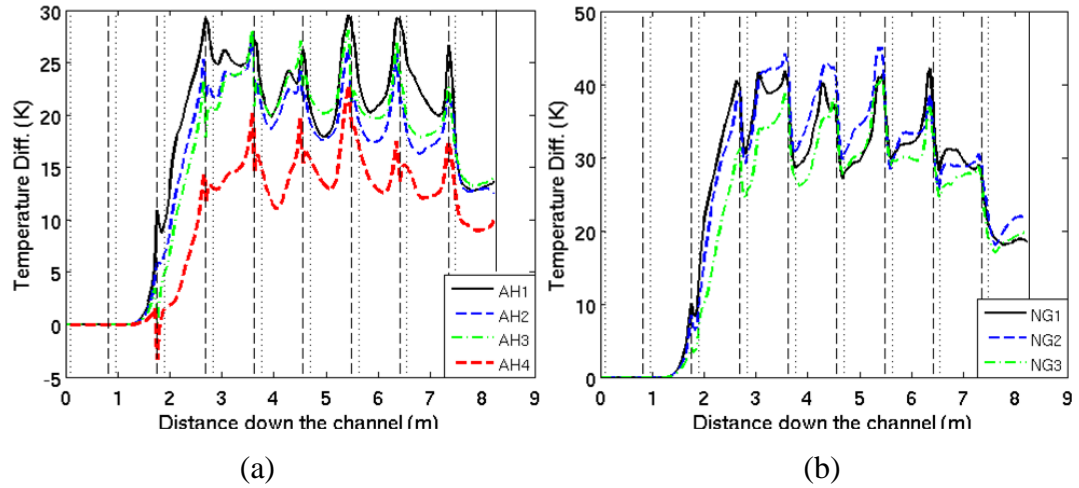 30
25
20
15
10
5
0
-5
Temperature Diff. (K)
0 1 2 3 4 5 6 7 8 9
Distance down the channel (m)
AH1
AH2
AH3
AH4
(a)
50
40
30
20
10
0
Temperature Diff. (K)
0 1 2 3 4 5 6 7 8 9
Distance down the channel (m)
NG1
NG2
NG3
(b)